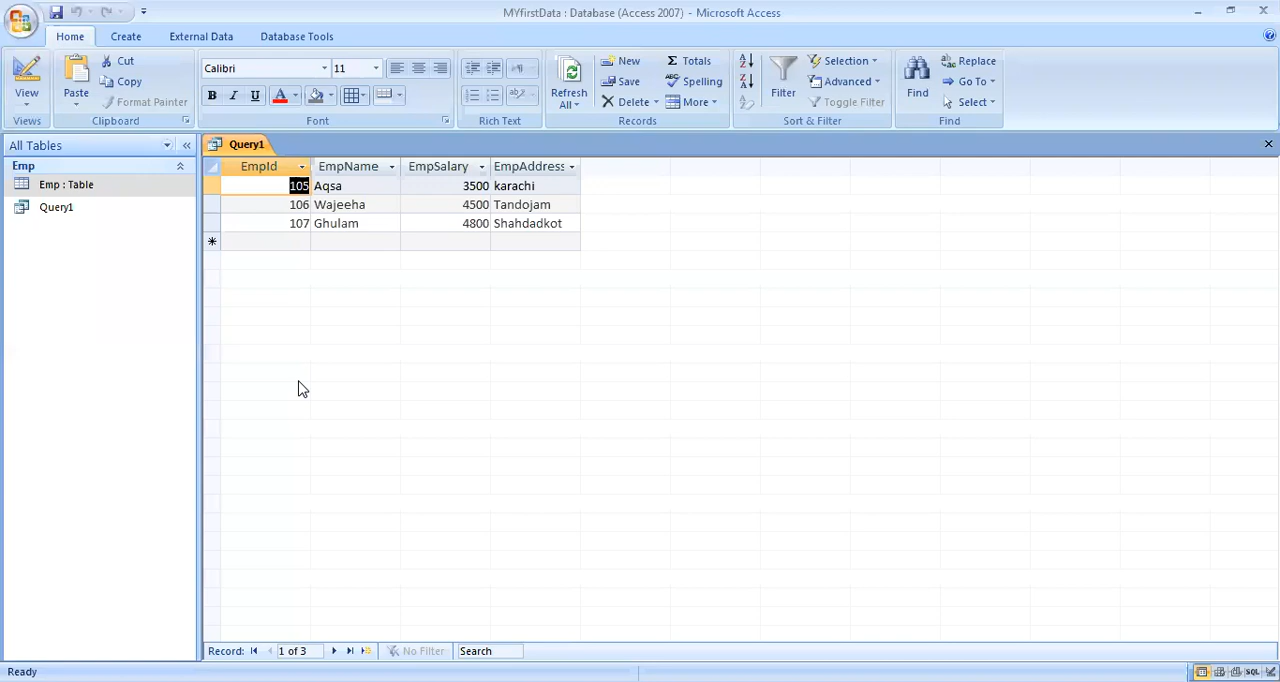 MYfirstData : Database (Access 2007) - Microsoft Access
Home Create External Data Database Tools
View
Views
Paste
Cut
Copy
Format Painter
Clipboard
Calibri 11
B I U A
Font
Rich Text
Refresh
All
New
Save
Delete
Totals
Spelling
More
Records
Filter
Selection
Advanced
Toggle Filter
Sort & Filter
Find
Replace
Go To
Select
Find
All Tables
Emp
Emp : Table
Query1
Query1
EmpId EmpName EmpSalary EmpAddress
105 Aqsa 3500 karachi
106 Wajeeha 4500 Tandojam
107 Ghulam 4800 Shahdadkot
Record: 1 of 3 No Filter Search
Ready
SQL